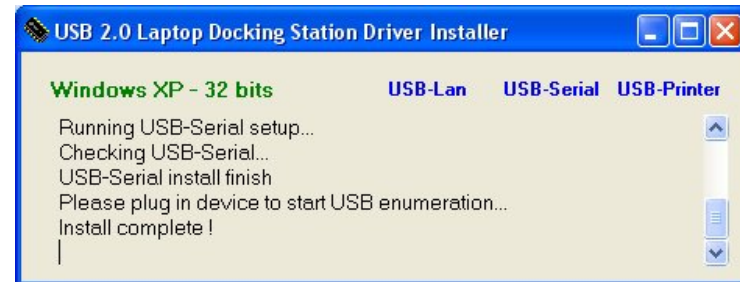 USB 2.0 Laptop Docking Station Driver Installer
Windows XP - 32 bits USB-Lan USB-Serial USB-Printer
Running USB-Serial setup...
Checking USB-Serial...
USB-Serial install finish
Please plug in device to start USB enumeration...
Install complete !